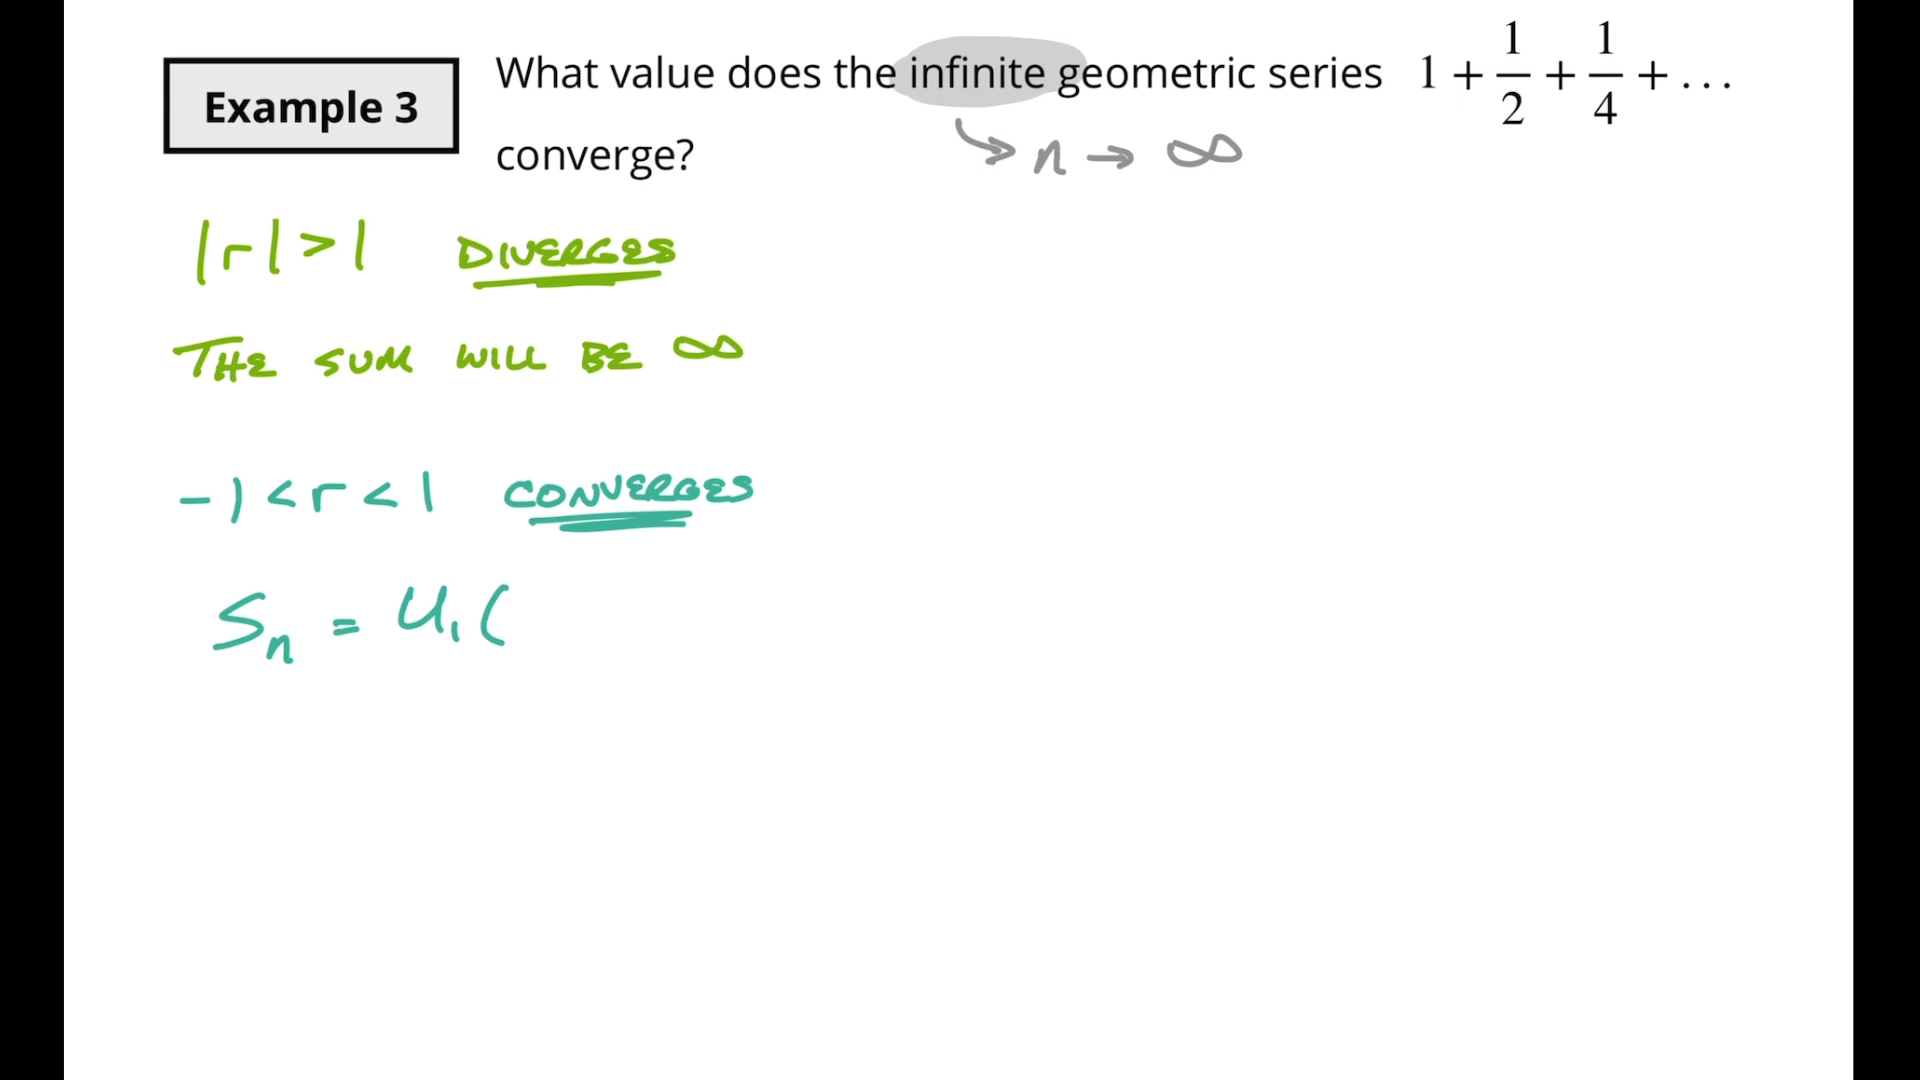 Example 3
What value does the infinite geometric series 1 + 1/2 + 1/4 + ...
converge?
n → ∞
|r| > 1 DIVERGES
THE SUM WILL BE ∞
-1 < r < 1 CONVERGES
Sₙ = U₁ (